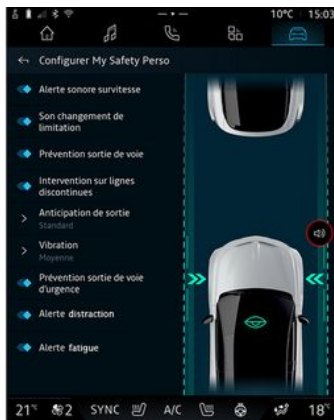 10°C 15:03
Configurer My Safety Perso
Alerte sonore survitesse
Son changement de
limitation
Prévention sortie de voie
Intervention sur lignes
discontinues
Anticipation de sortie
Standard
Vibration
Moyenne
Prévention sortie de voie
d'urgence
Alerte distraction
Alerte fatigue
21° 2 SYNC A/C 18°